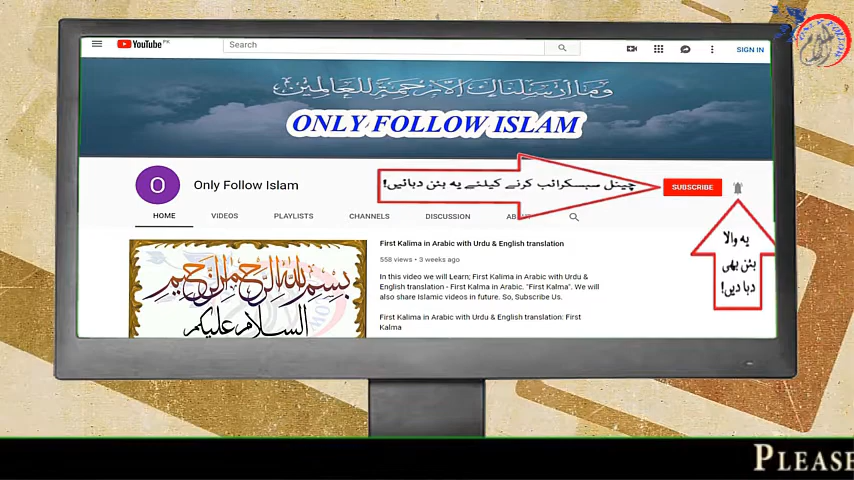 YouTube PK
Search
SIGN IN
وما أرسلناك إلا رحمة للعالمين
ONLY FOLLOW ISLAM
O
Only Follow Islam
چینل سبسکرائب کرنے کیلئے یہ بٹن دبائیں!
SUBSCRIBE
HOME VIDEOS PLAYLISTS CHANNELS DISCUSSION
یہ والا
بٹن بھی
دبا دیں!
بسم الله الرحمن الرحيم
السلام عليكم
First Kalima in Arabic with Urdu & English translation
558 views • 3 weeks ago
In this video we will Learn; First Kalima in Arabic with Urdu &
English translation - First Kalima in Arabic. "First Kalma". We will
also share Islamic videos in future. So, Subscribe Us.
First Kalima in Arabic with Urdu & English translation: First
Kalma
PLEASE